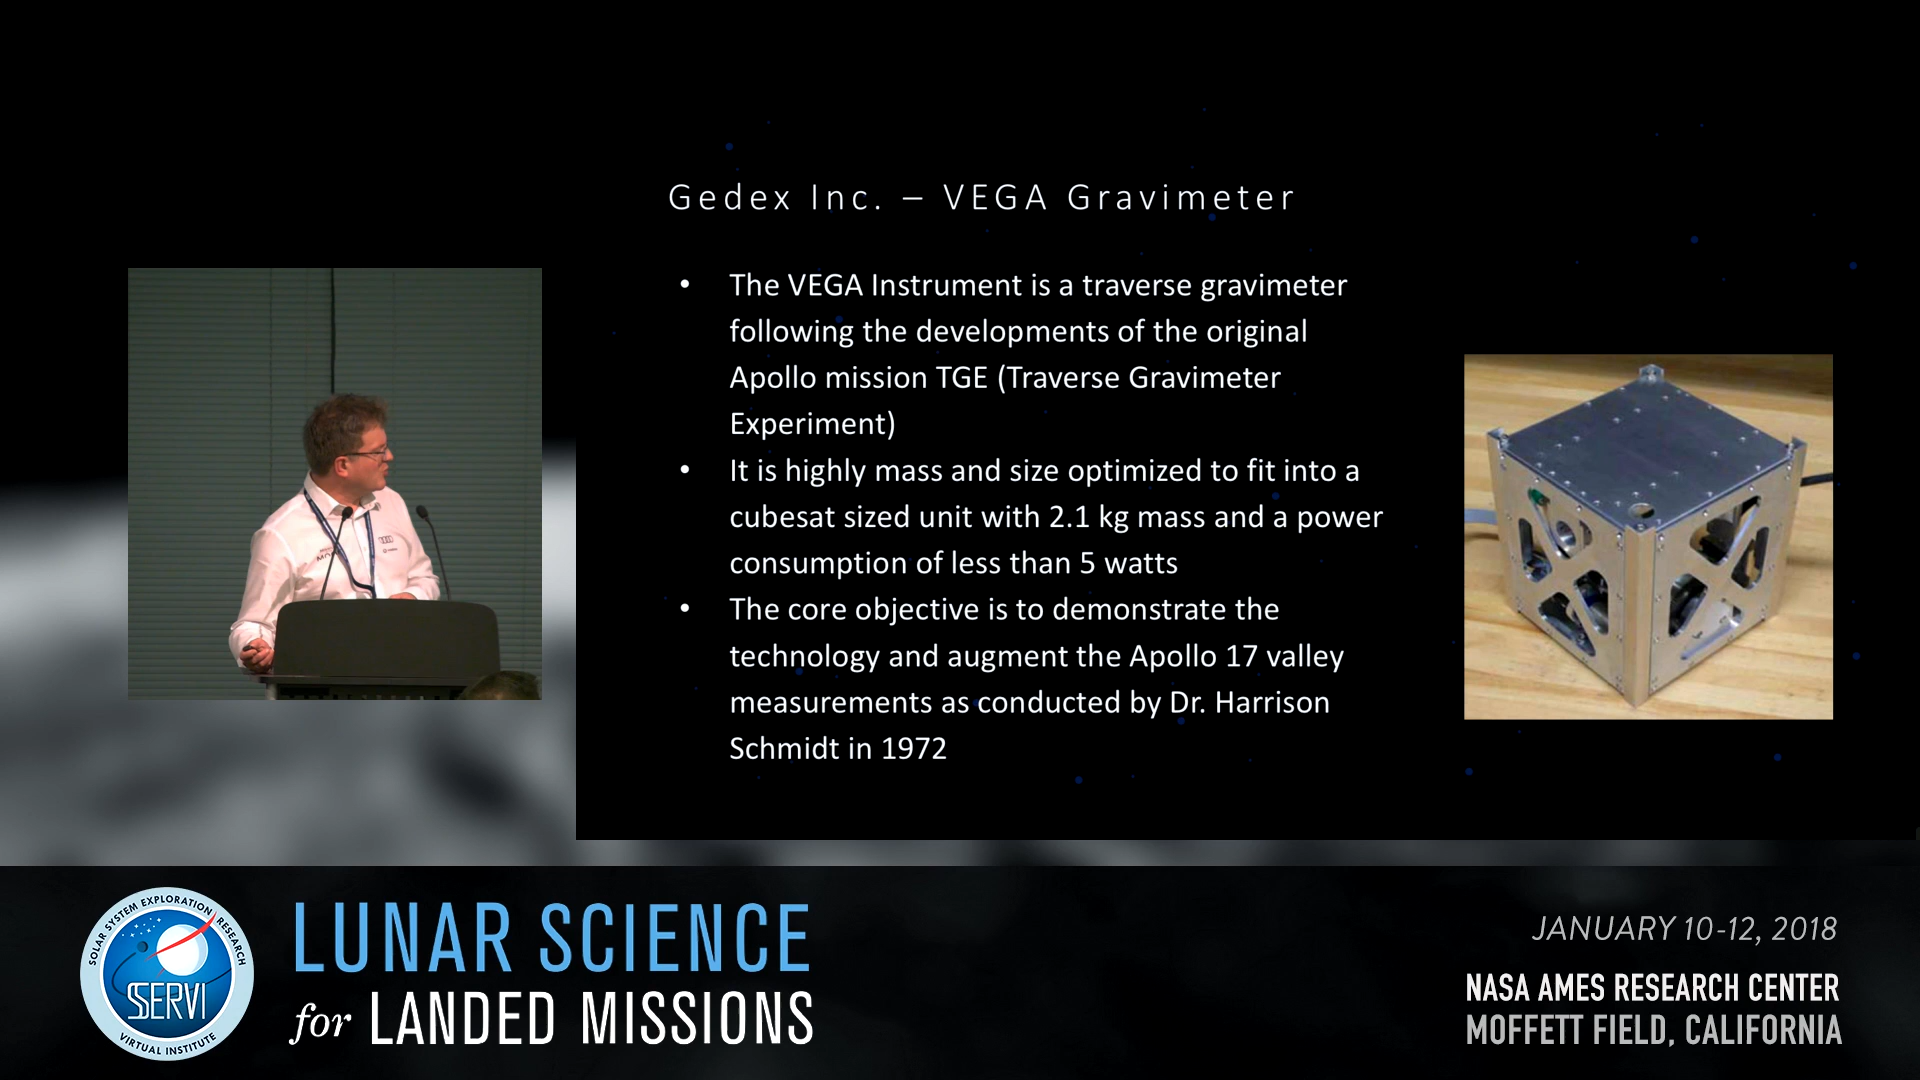 Gedex Inc. – VEGA Gravimeter
• The VEGA Instrument is a traverse gravimeter
following the developments of the original
Apollo mission TGE (Traverse Gravimeter
Experiment)
• It is highly mass and size optimized to fit into a
cubesat sized unit with 2.1 kg mass and a power
consumption of less than 5 watts
• The core objective is to demonstrate the
technology and augment the Apollo 17 valley
measurements as conducted by Dr. Harrison
Schmidt in 1972
SOLAR SYSTEM EXPLORATION RESEARCH
SSERVI
VIRTUAL INSTITUTE
LUNAR SCIENCE
for LANDED MISSIONS
JANUARY 10-12, 2018
NASA AMES RESEARCH CENTER
MOFFETT FIELD, CALIFORNIA